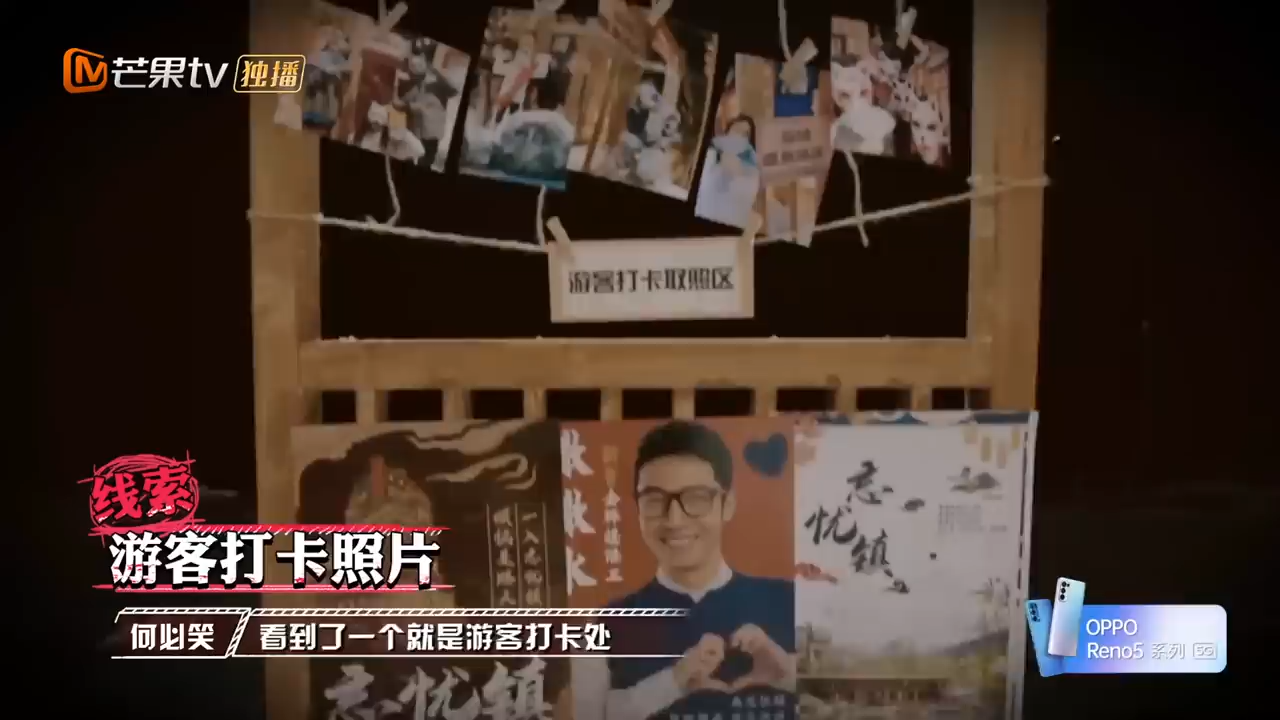 芒果tv 独播
游客打卡取照区
线索
游客打卡照片
何必笑 看到了一个就是游客打卡处
忘忧镇
忘忧镇
OPPO
Reno5 系列 5G